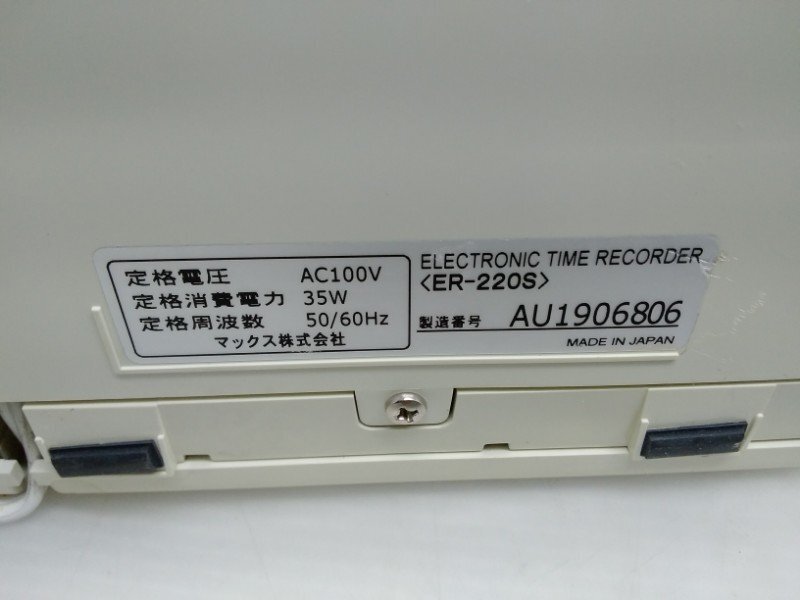 定格電圧 AC100V
定格消費電力 35W
定格周波数 50/60Hz
マックス株式会社
ELECTRONIC TIME RECORDER
<ER-220S>
製造番号 AU1906806
MADE IN JAPAN